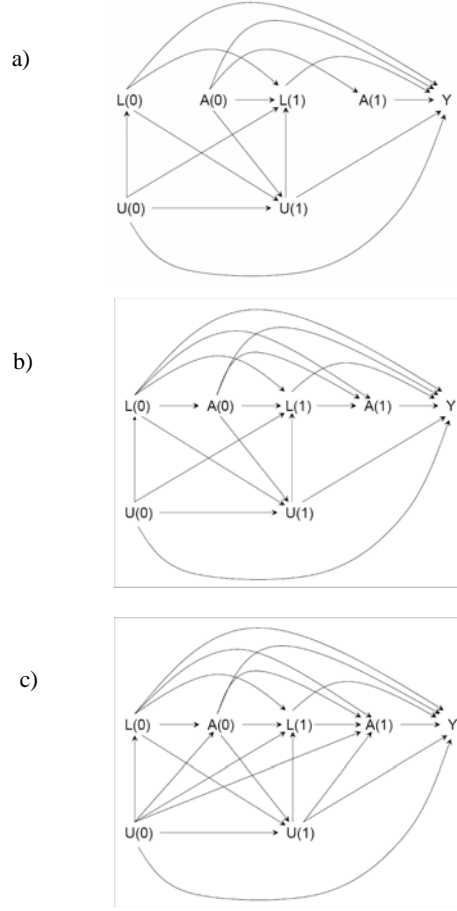 a)
L(0) A(0) L(1) A(1) Y
U(0) U(1)
b)
L(0) A(0) L(1) A(1) Y
U(0) U(1)
c)
L(0) A(0) L(1) A(1) Y
U(0) U(1)